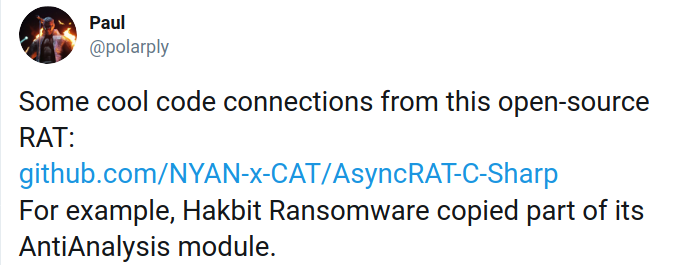 Paul
@polarply
Some cool code connections from this open-source
RAT:
github.com/NYAN-x-CAT/AsyncRAT-C-Sharp
For example, Hakbit Ransomware copied part of its
AntiAnalysis module.